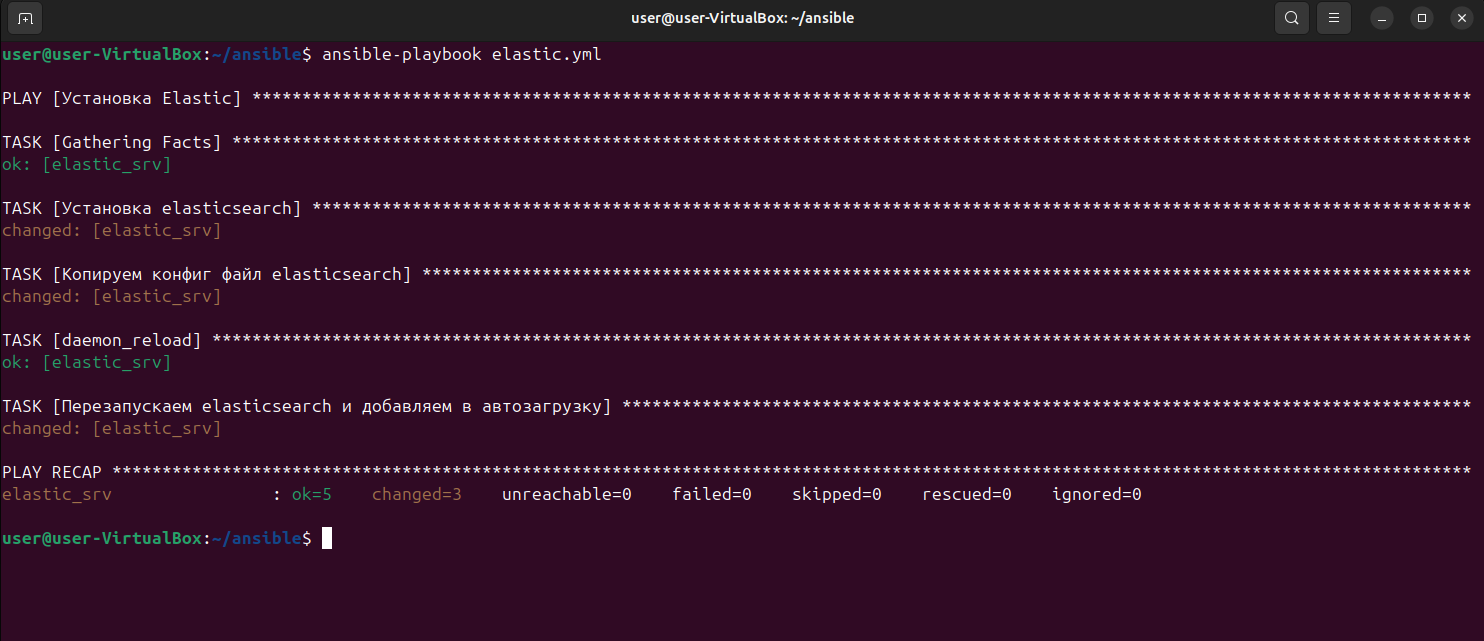 user@user-VirtualBox: ~/ansible
user@user-VirtualBox:~/ansible$ ansible-playbook elastic.yml
PLAY [Установка Elastic] **************************************************************************************************************************
TASK [Gathering Facts] ****************************************************************************************************************************
ok: [elastic_srv]
TASK [Установка elasticsearch] ********************************************************************************************************************
changed: [elastic_srv]
TASK [Копируем конфиг файл elasticsearch] *********************************************************************************************************
changed: [elastic_srv]
TASK [daemon_reload] ******************************************************************************************************************************
ok: [elastic_srv]
TASK [Перезапускаем elasticsearch и добавляем в автозагрузку] *************************************************************************************
changed: [elastic_srv]
PLAY RECAP ****************************************************************************************************************************************
elastic_srv                : ok=5    changed=3    unreachable=0    failed=0    skipped=0    rescued=0    ignored=0
user@user-VirtualBox:~/ansible$